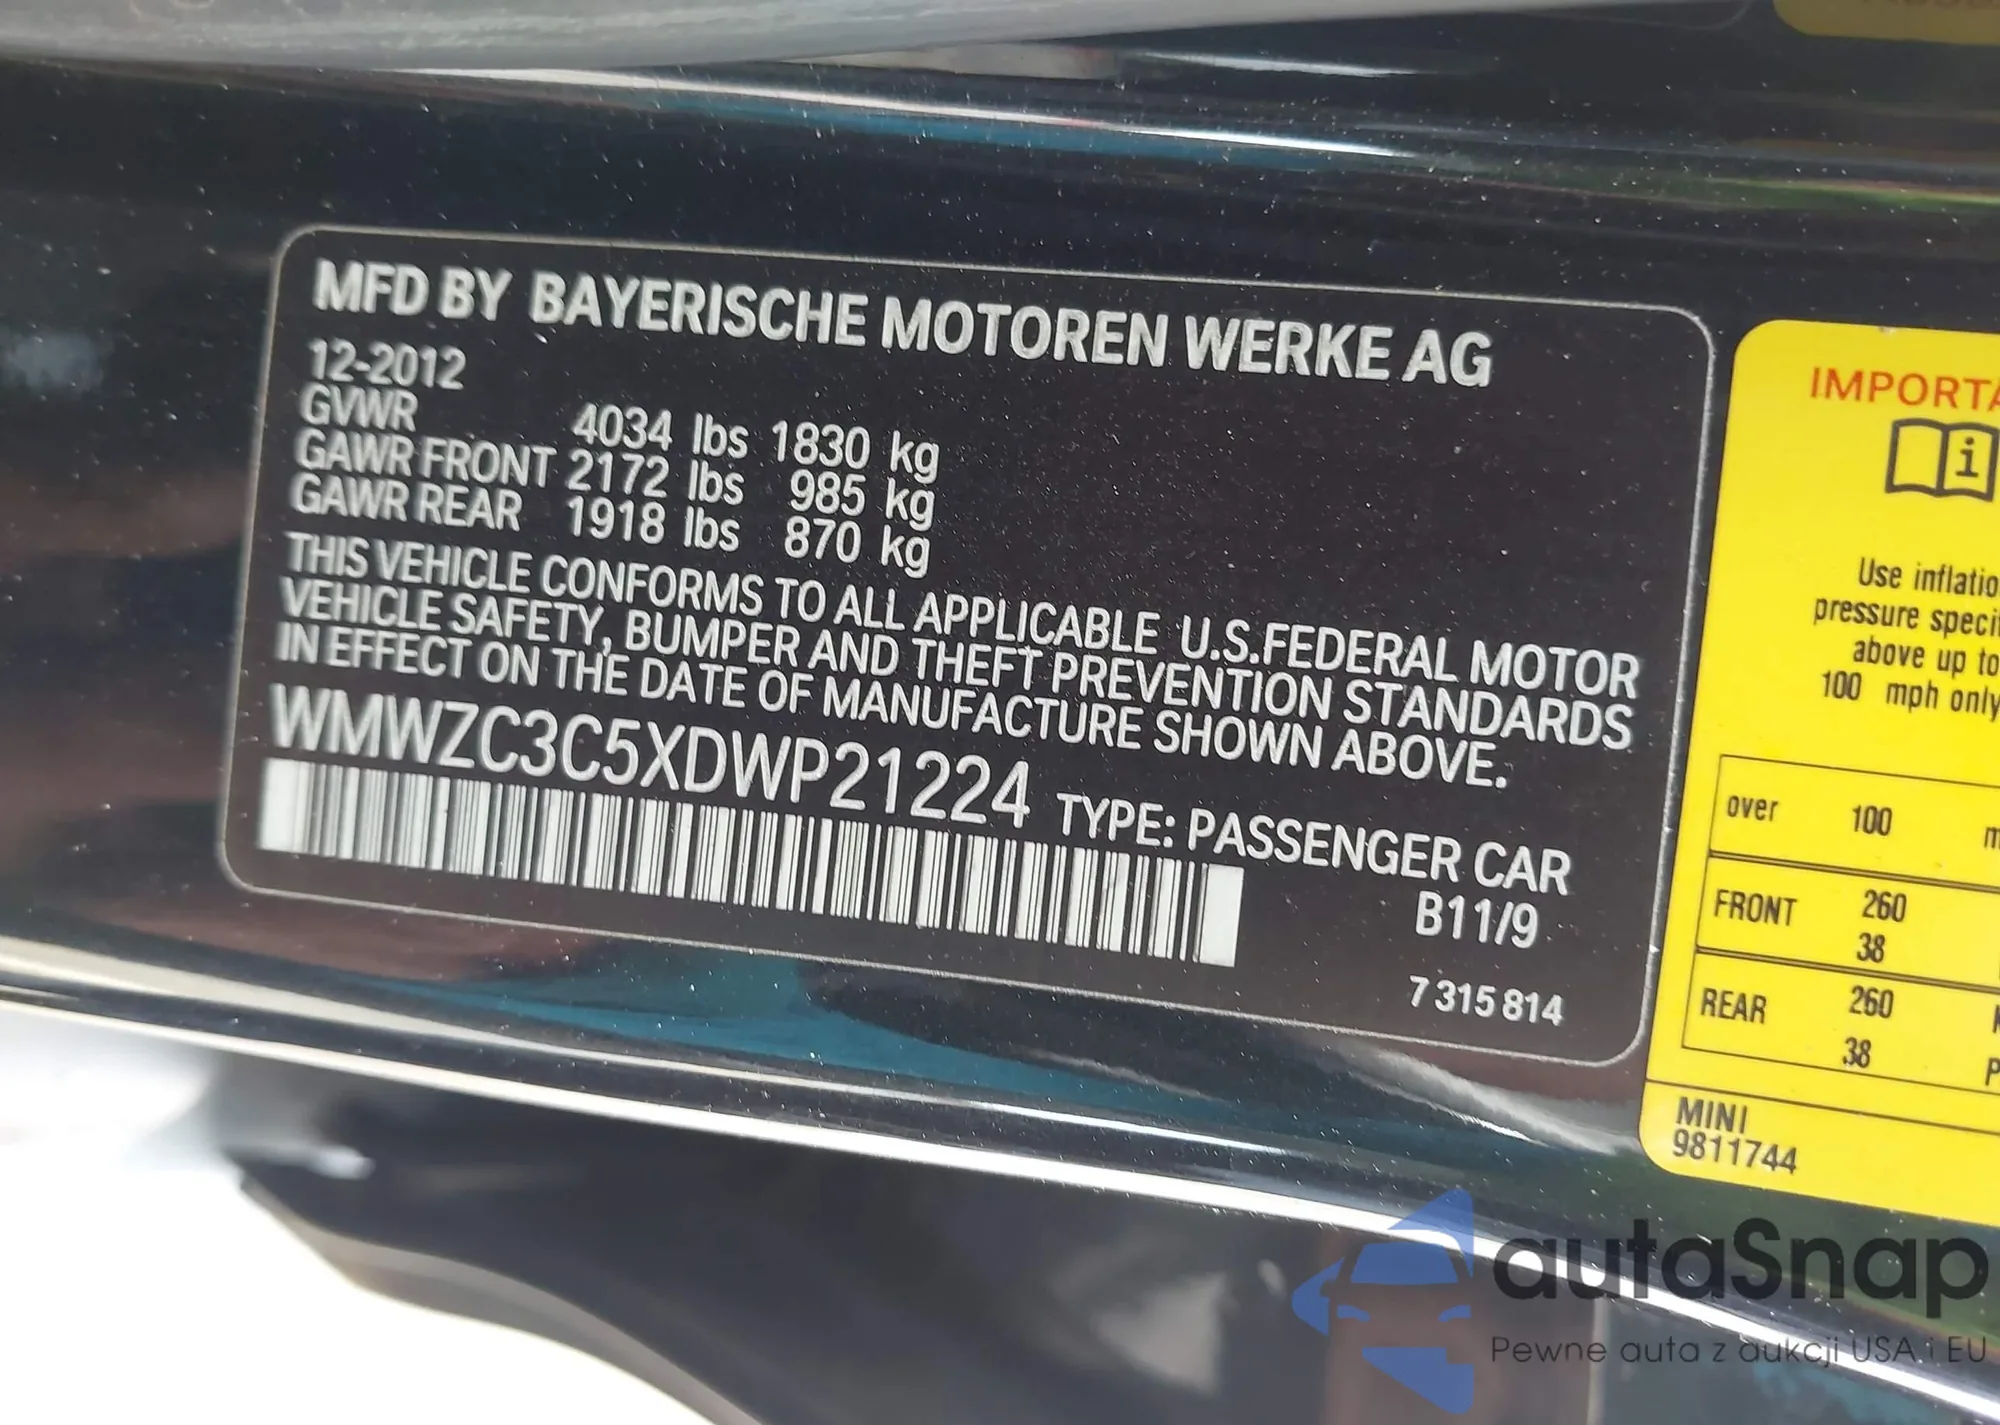 MFD BY BAYERISCHE MOTOREN WERKE AG
12-2012
GVWR 4034 lbs 1830 kg
GAWR FRONT 2172 lbs 985 kg
GAWR REAR 1918 lbs 870 kg
THIS VEHICLE CONFORMS TO ALL APPLICABLE U.S.FEDERAL MOTOR
VEHICLE SAFETY, BUMPER AND THEFT PREVENTION STANDARDS
IN EFFECT ON THE DATE OF MANUFACTURE SHOWN ABOVE.
WMWZC3C5XDWP21224 TYPE: PASSENGER CAR
B11/9
7 315 814
IMPORTA
i
Use inflatio
pressure specif
above up to
100 mph only
over 100 m
FRONT 260
38
REAR 260 K
38 P
MINI
9811744
autaSnap
Pewne auta z aukcji USA i EU